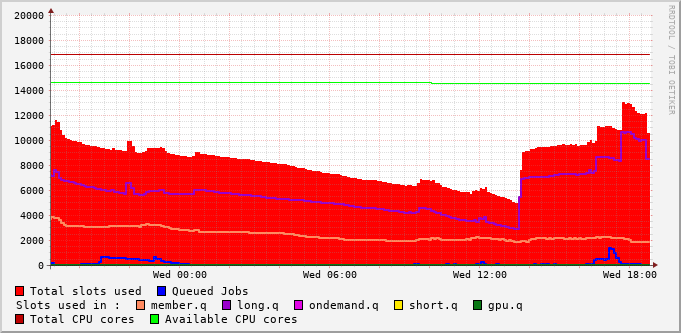 20000
18000
16000
14000
12000
10000
8000
6000
4000
2000
0
Wed 00:00 Wed 06:00 Wed 12:00 Wed 18:00
RRDTOOL / TOBI OETIKER
Total slots used Queued Jobs
Slots used in : member.q long.q ondemand.q short.q gpu.q
Total CPU cores Available CPU cores